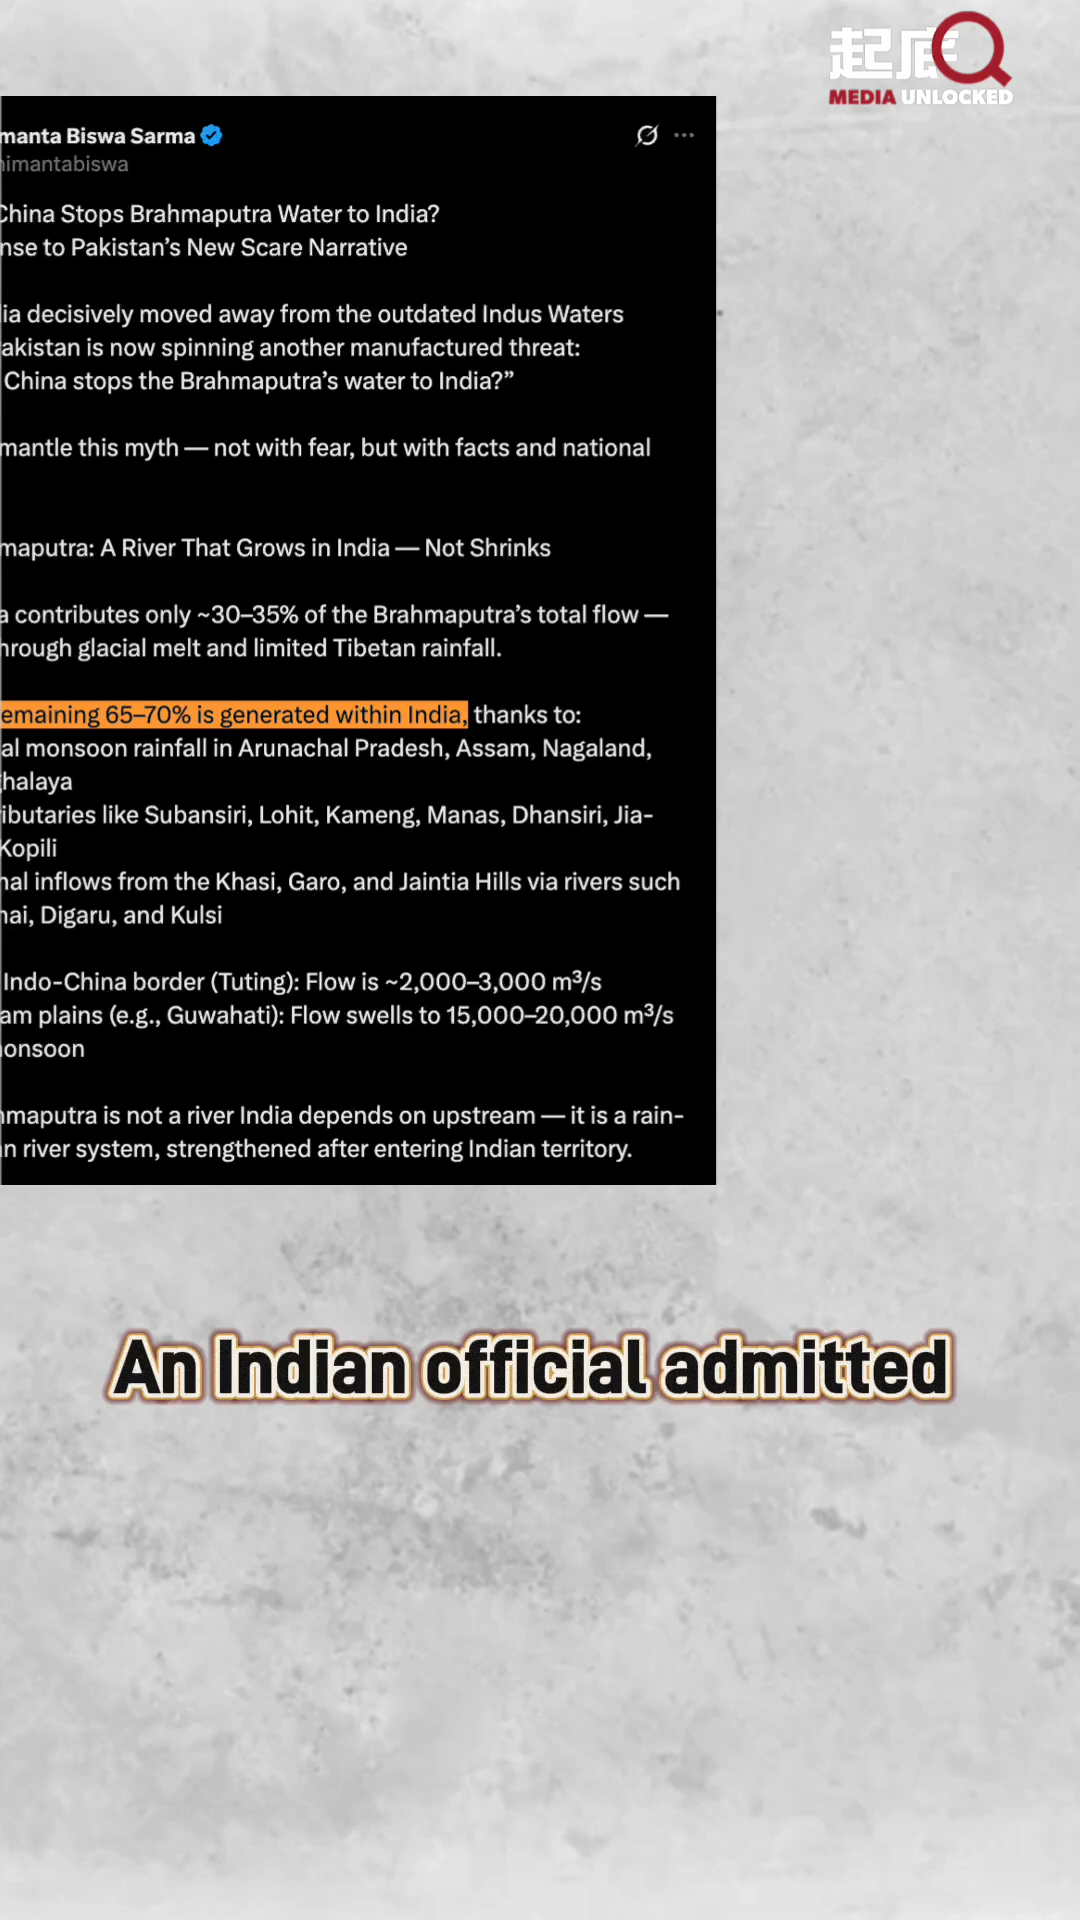 起底
MEDIA UNLOCKED
manta Biswa Sarma
himantabiswa
China Stops Brahmaputra Water to India?
nse to Pakistan's New Scare Narrative
ia decisively moved away from the outdated Indus Waters
akistan is now spinning another manufactured threat:
China stops the Brahmaputra's water to India?”
mantle this myth — not with fear, but with facts and national
maputra: A River That Grows in India — Not Shrinks
a contributes only ~30–35% of the Brahmaputra's total flow —
hrough glacial melt and limited Tibetan rainfall.
emaining 65–70% is generated within India, thanks to:
al monsoon rainfall in Arunachal Pradesh, Assam, Nagaland,
halaya
ributaries like Subansiri, Lohit, Kameng, Manas, Dhansiri, Jia-
Kopili
nal inflows from the Khasi, Garo, and Jaintia Hills via rivers such
nai, Digaru, and Kulsi
Indo-China border (Tuting): Flow is ~2,000–3,000 m³/s
am plains (e.g., Guwahati): Flow swells to 15,000–20,000 m³/s
onsoon
hmaputra is not a river India depends on upstream — it is a rain-
n river system, strengthened after entering Indian territory.
An Indian official admitted